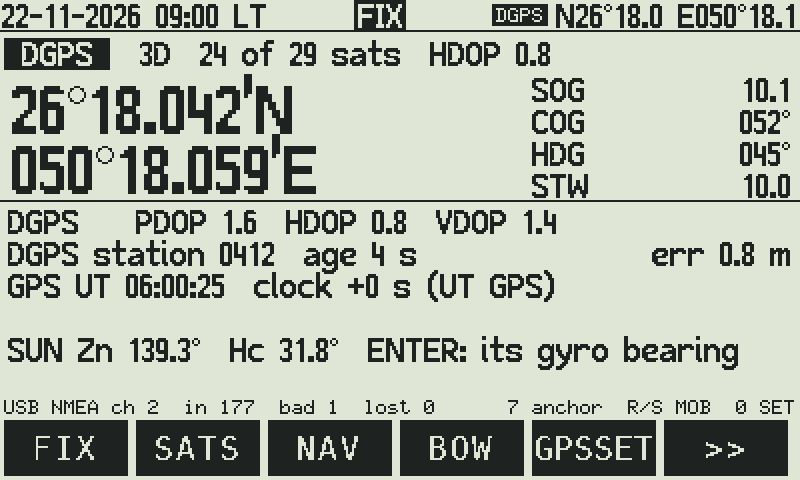 22-11-2026 09:00 LT FIX DGPS N26°18.0 E050°18.1
DGPS 3D 24 of 29 sats HDOP 0.8
26°18.042'N
050°18.059'E
SOG 10.1
COG 052°
HDG 045°
STW 10.0
DGPS PDOP 1.6 HDOP 0.8 VDOP 1.4
DGPS station 0412 age 4 s err 0.8 m
GPS UT 06:00:25 clock +0 s (UT GPS)
SUN Zn 139.3° Hc 31.8° ENTER: its gyro bearing
USB NMEA ch 2 in 177 bad 1 lost 0 7 anchor R/S MOB 0 SET
FIX SATS NAV BOW GPSSET >>